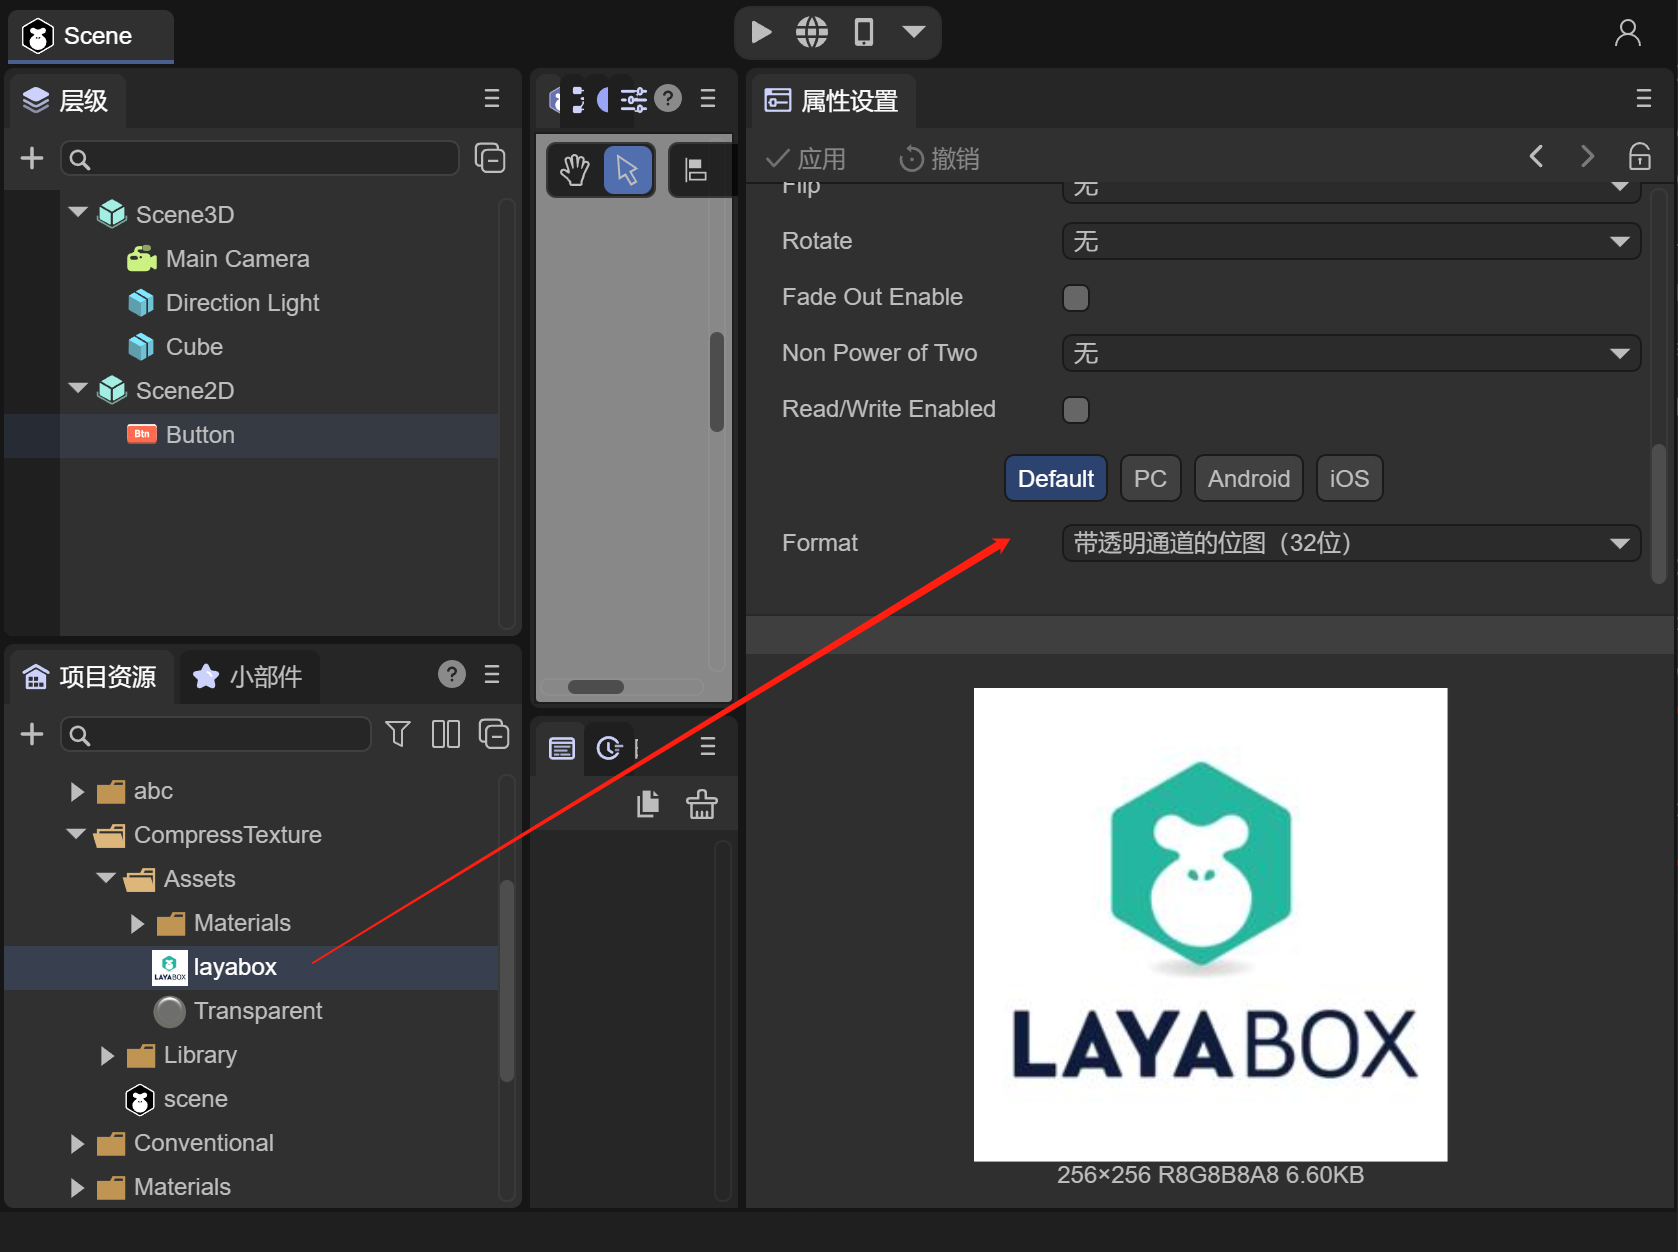 Scene
层级
Scene3D
Main Camera
Direction Light
Cube
Scene2D
Btn
Button
项目资源
小部件
?
abc
CompressTexture
Assets
Materials
LAYABOX
layabox
Transparent
Library
scene
Conventional
Materials
?
属性设置
应用
撤销
Flip
无
Rotate
无
Fade Out Enable
Non Power of Two
无
Read/Write Enabled
Default
PC
Android
iOS
Format
带透明通道的位图（32位）
LAYABOX
256×256 R8G8B8A8 6.60KB